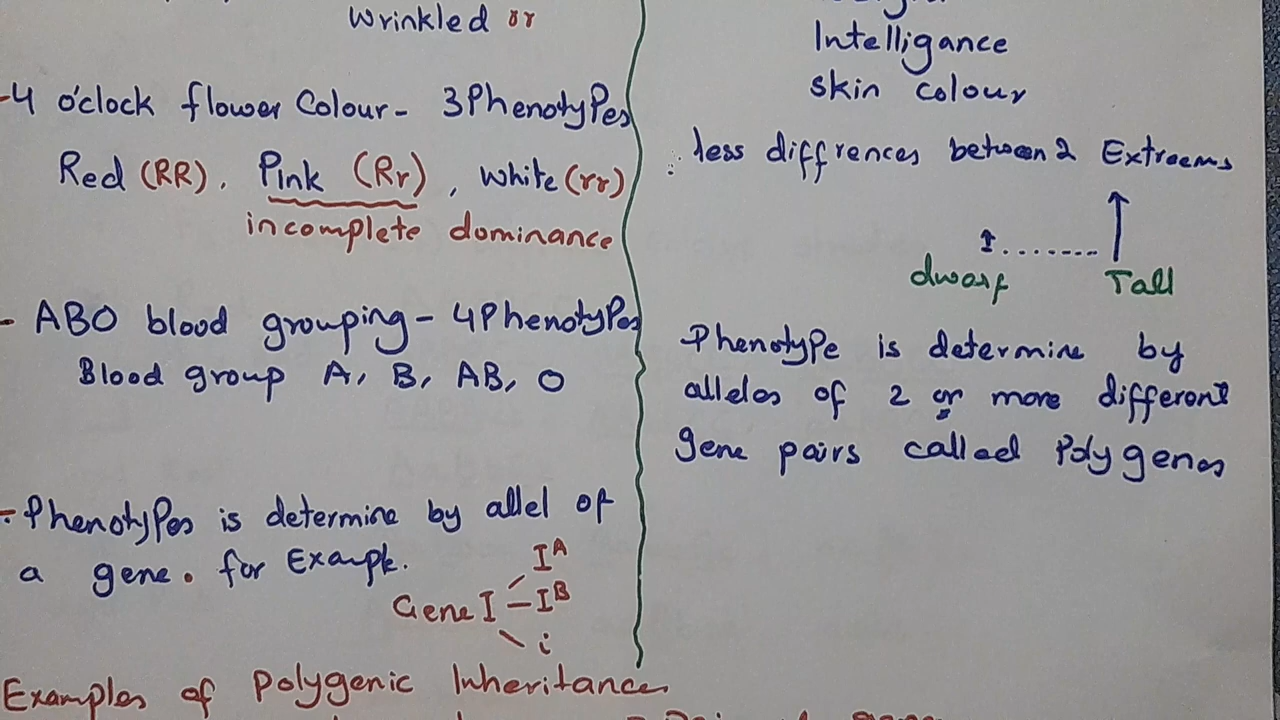 Wrinkled rr
-4 o'clock flower Colour- 3 Phenotypes
Red (RR), Pink (Rr), white (rr)
incomplete dominance
- ABO blood grouping- 4 Phenotypes
Blood group A, B, AB, O
- Phenotypes is determine by allel of
a gene. for Example.
Gene I
I^A
I^B
i
Intelligance
skin colour
less diffrences between 2 Extreems
dwarf ........ Tall
Phenotype is determine by
alleles of 2 or more different
gene pairs called Polygenes
Examples of polygenic Inheritances